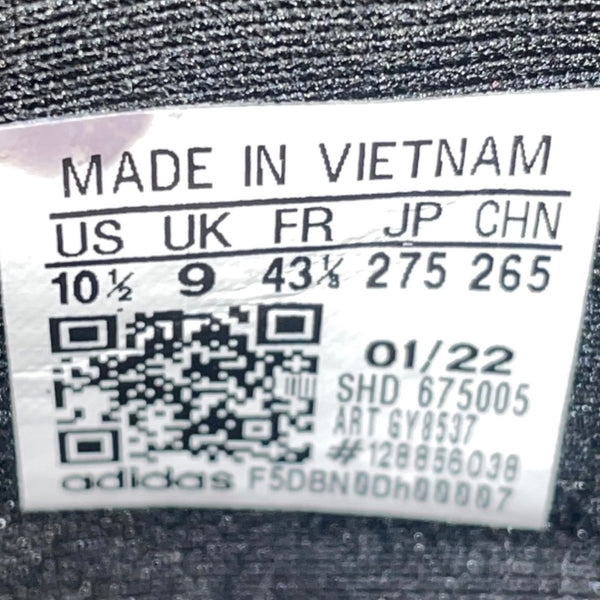 MADE IN VIETNAM
US UK FR JP CHN
10½ 9 43⅓ 275 265
01/22
SHD 675005
ART GY8537
#128856038
adidas F5DBN0Dh00007